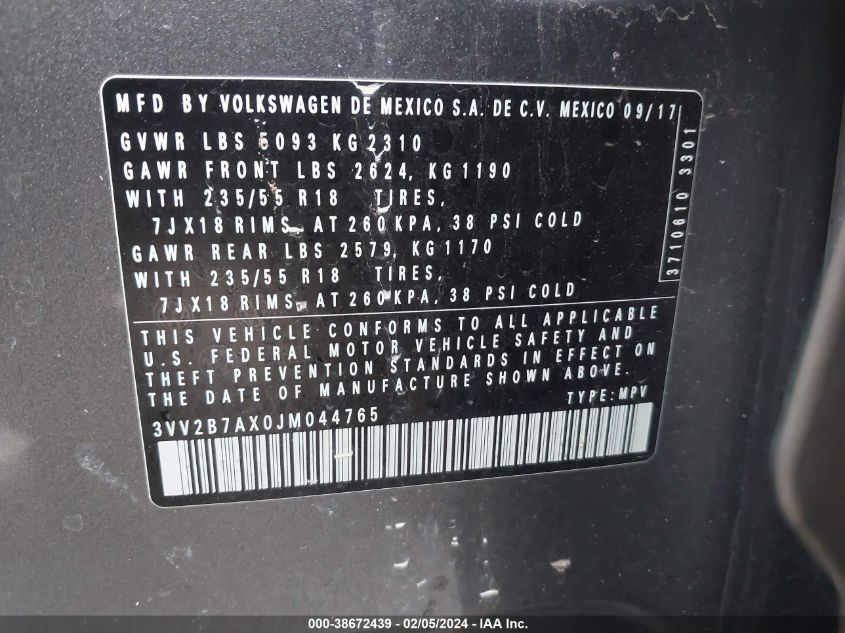 MFD BY VOLKSWAGEN DE MEXICO S.A. DE C.V. MEXICO 09/17
GVWR LBS 5093 KG 2310
GAWR FRONT LBS 2624, KG 1190
WITH 235/55 R18 TIRES,
7JX18 RIMS, AT 260 KPA, 38 PSI COLD
GAWR REAR LBS 2579, KG 1170
WITH 235/55 R18 TIRES,
7JX18 RIMS, AT 260 KPA, 38 PSI COLD
3710610 3301
THIS VEHICLE CONFORMS TO ALL APPLICABLE
U.S. FEDERAL MOTOR VEHICLE SAFETY AND
THEFT PREVENTION STANDARDS IN EFFECT ON
THE DATE OF MANUFACTURE SHOWN ABOVE.
TYPE: MPV
3VV2B7AX0JM044765
000-38672439 - 02/05/2024 - IAA Inc.